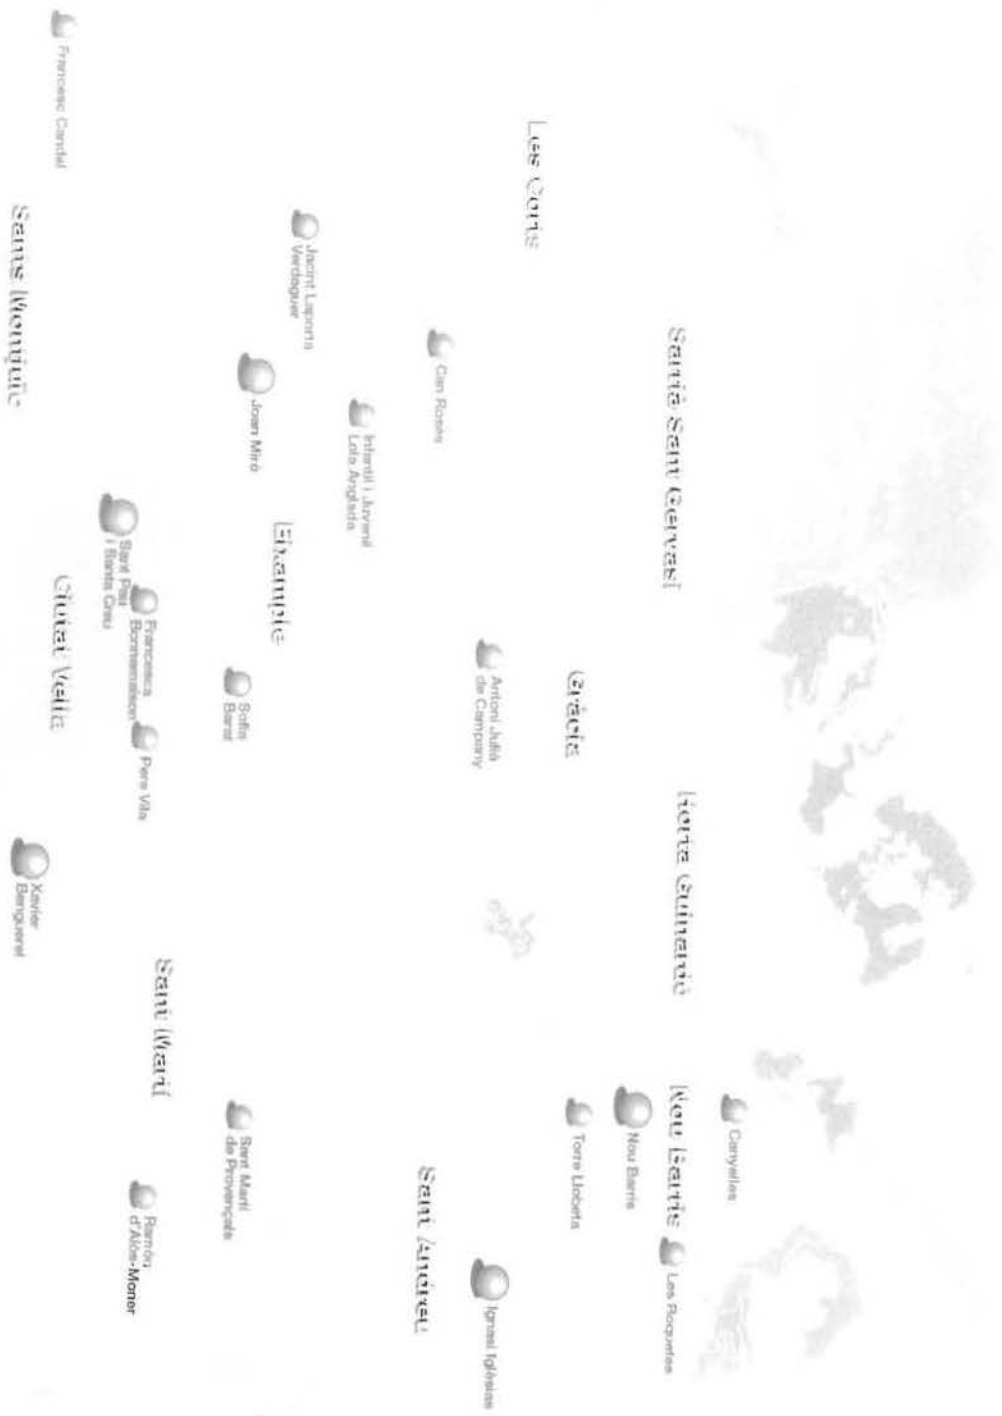 Canyelles
Nou Barris
Les Roquetes
Nou Barris
Torre Llobeta
Horta Guinardó
Sarrià Sant Gervasi
Gràcia
Les Corts
Ignasi Iglésias
Antoni Julià
de Campany
Can Rosés
Sant Andreu
Infantil i Juvenil
Lola Anglada
Jacint Laporta
Verdaguer
Eixample
Joan Miró
Sofia
Barat
Sant Martí
de Provençals
Sant Martí
Francesca
Bonnemaison
Pere Vila
Ramón
d'Alòs-Moner
Sant Pau
i Santa Creu
Francesc Candel
Ciutat Vella
Xavier
Benguerel
Sants Montjuïc